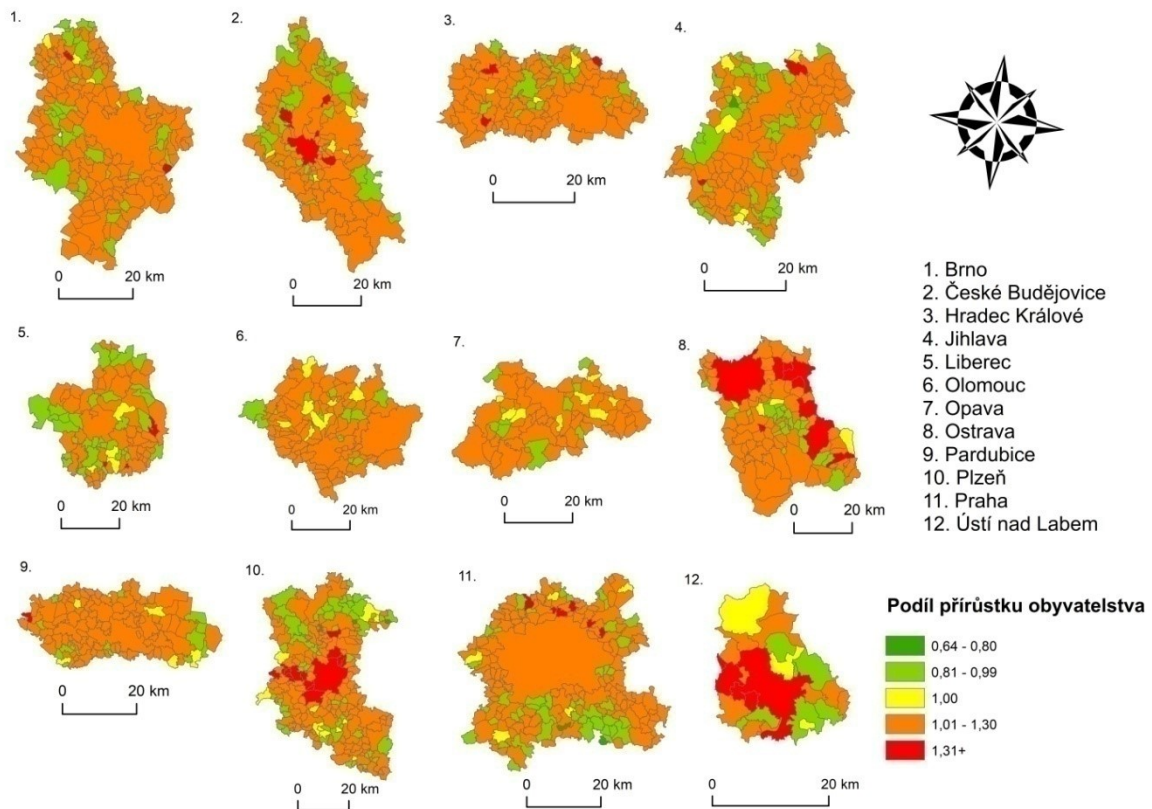 1.
2.
3.
4.
0 20 km
0 20 km
0 20 km
0 20 km
1. Brno
2. České Budějovice
3. Hradec Králové
4. Jihlava
5. Liberec
6. Olomouc
7. Opava
8. Ostrava
9. Pardubice
10. Plzeň
11. Praha
12. Ústí nad Labem
5.
6.
7.
8.
0 20 km
0 20 km
0 20 km
0 20 km
9.
10.
11.
12.
0 20 km
0 20 km
0 20 km
0 20 km
Podíl přírůstku obyvatelstva
0,64 - 0,80
0,81 - 0,99
1,00
1,01 - 1,30
1,31+